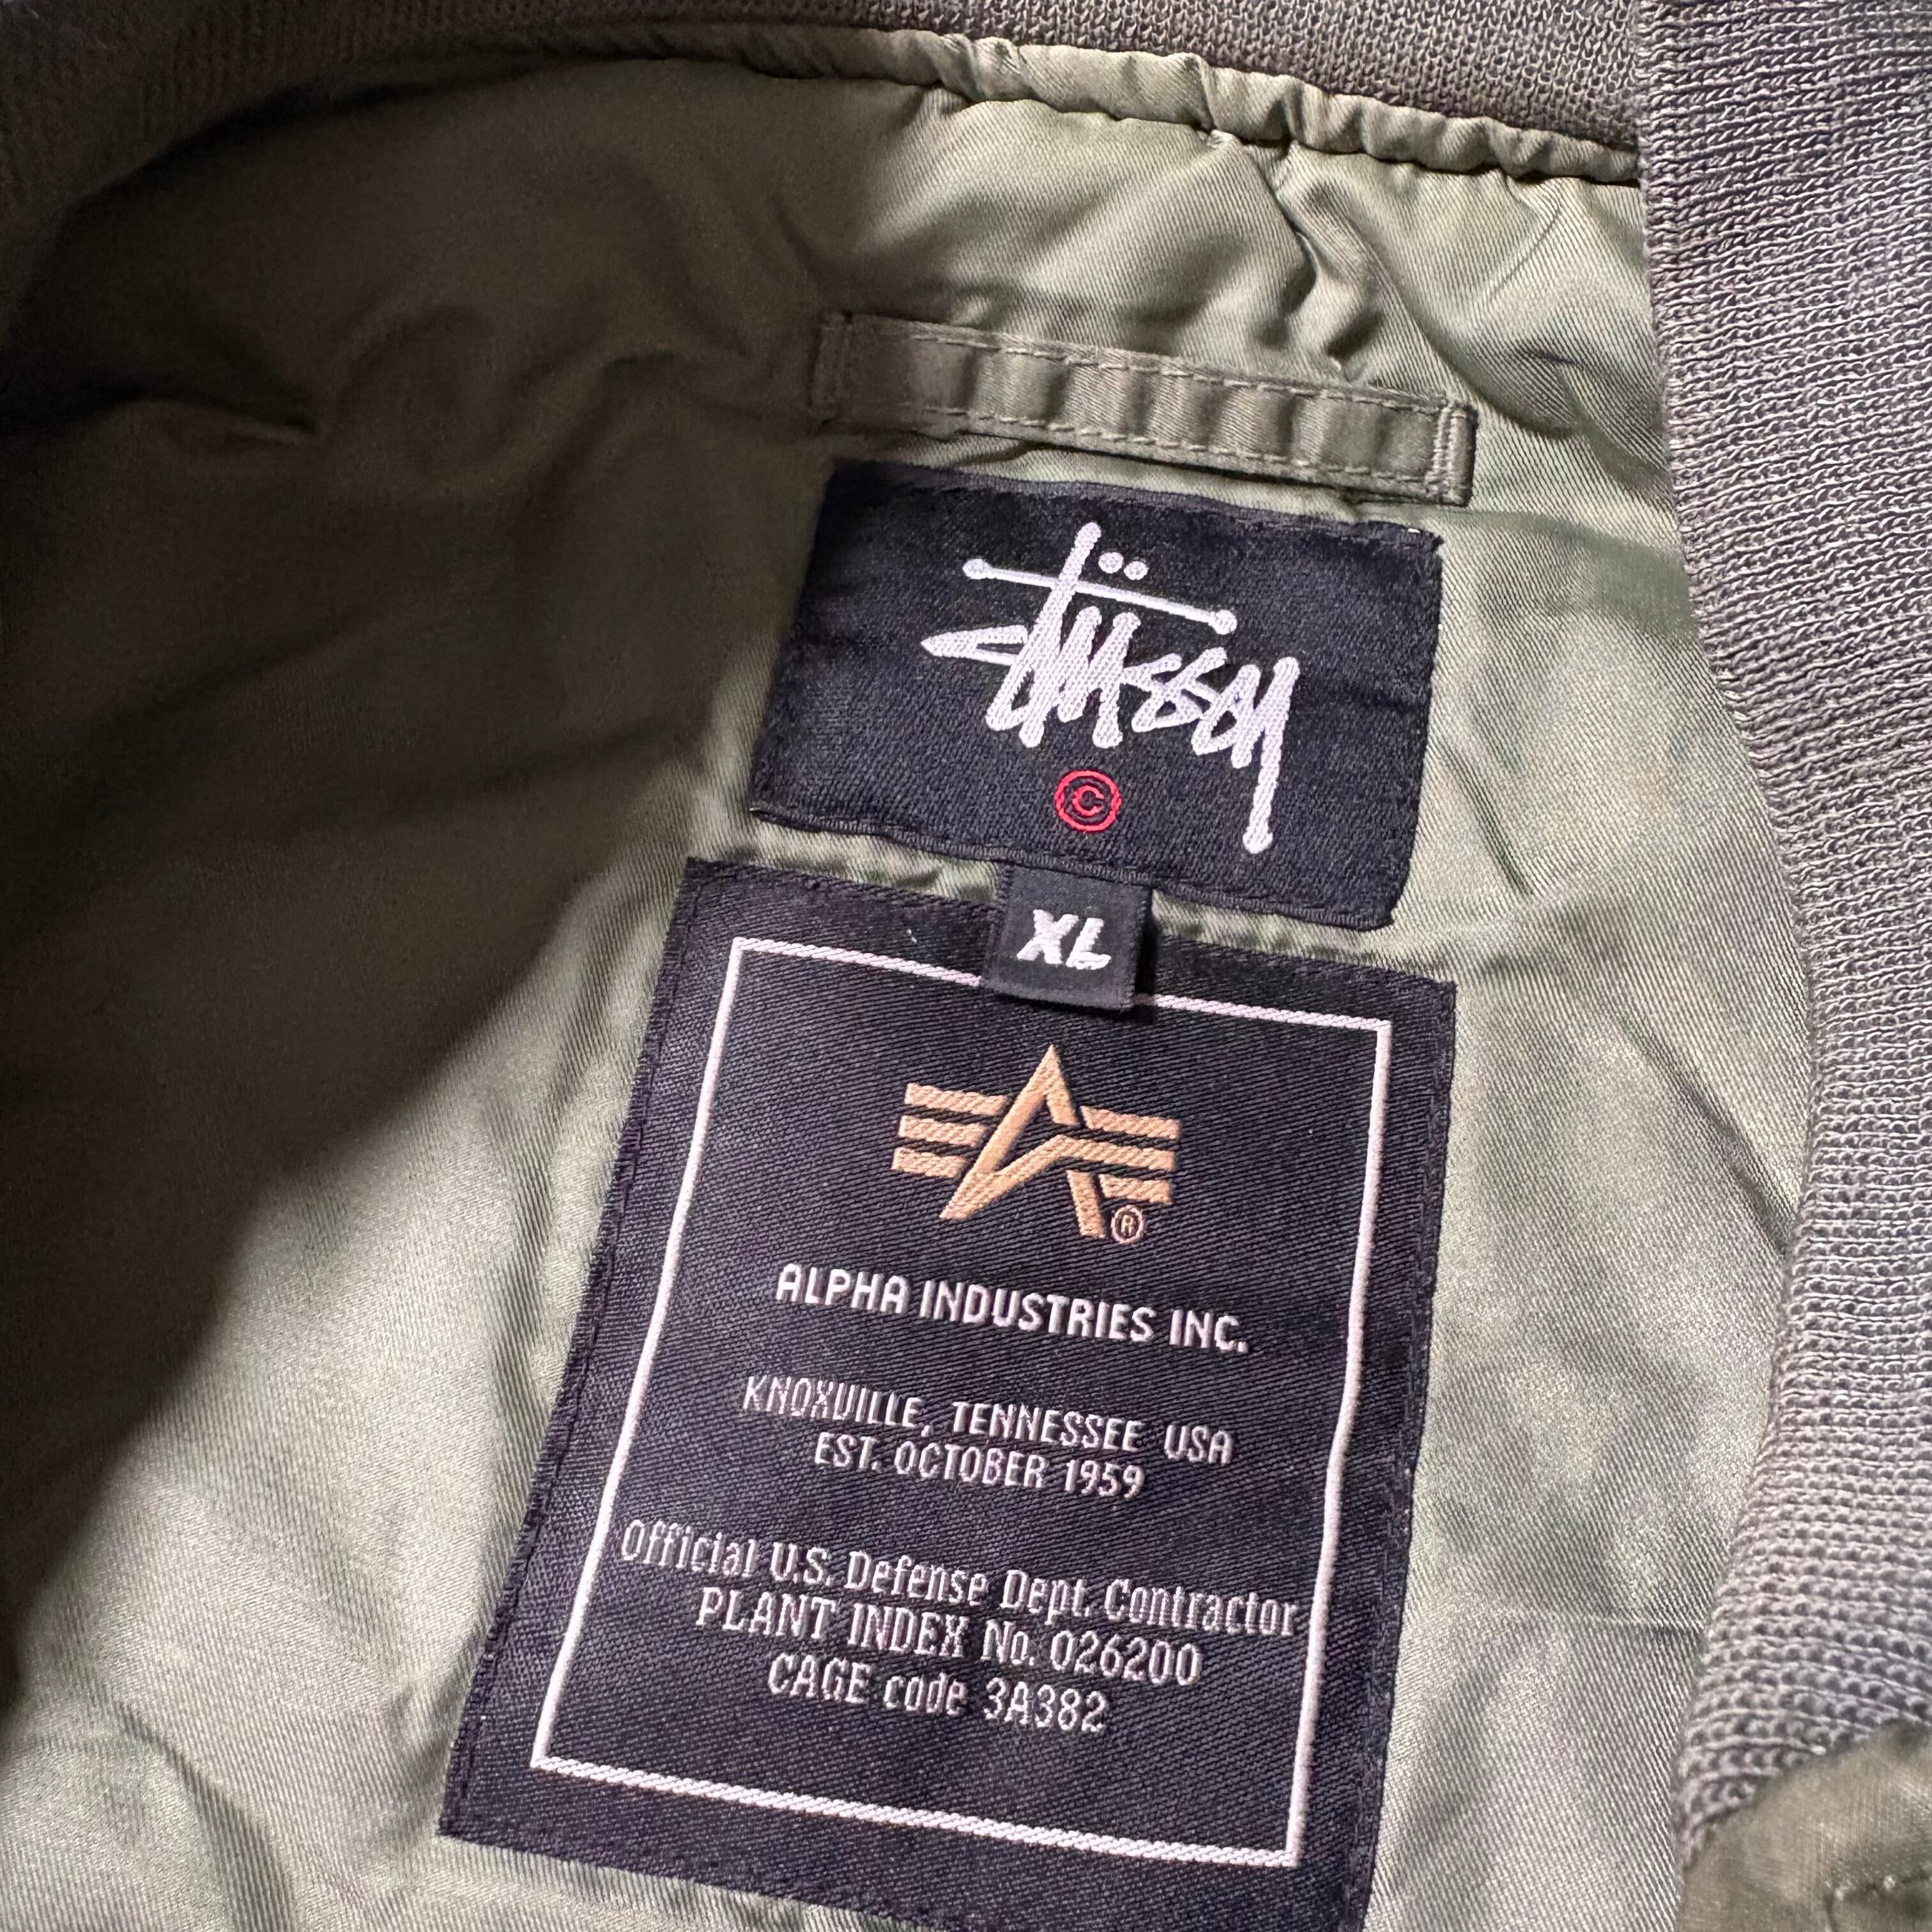 Stüssy
©
XL
®
ALPHA INDUSTRIES INC.
KNOXVILLE, TENNESSEE USA
EST. OCTOBER 1959
Official U.S. Defense Dept. Contractor
PLANT INDEX No. 026200
CAGE code 3A382